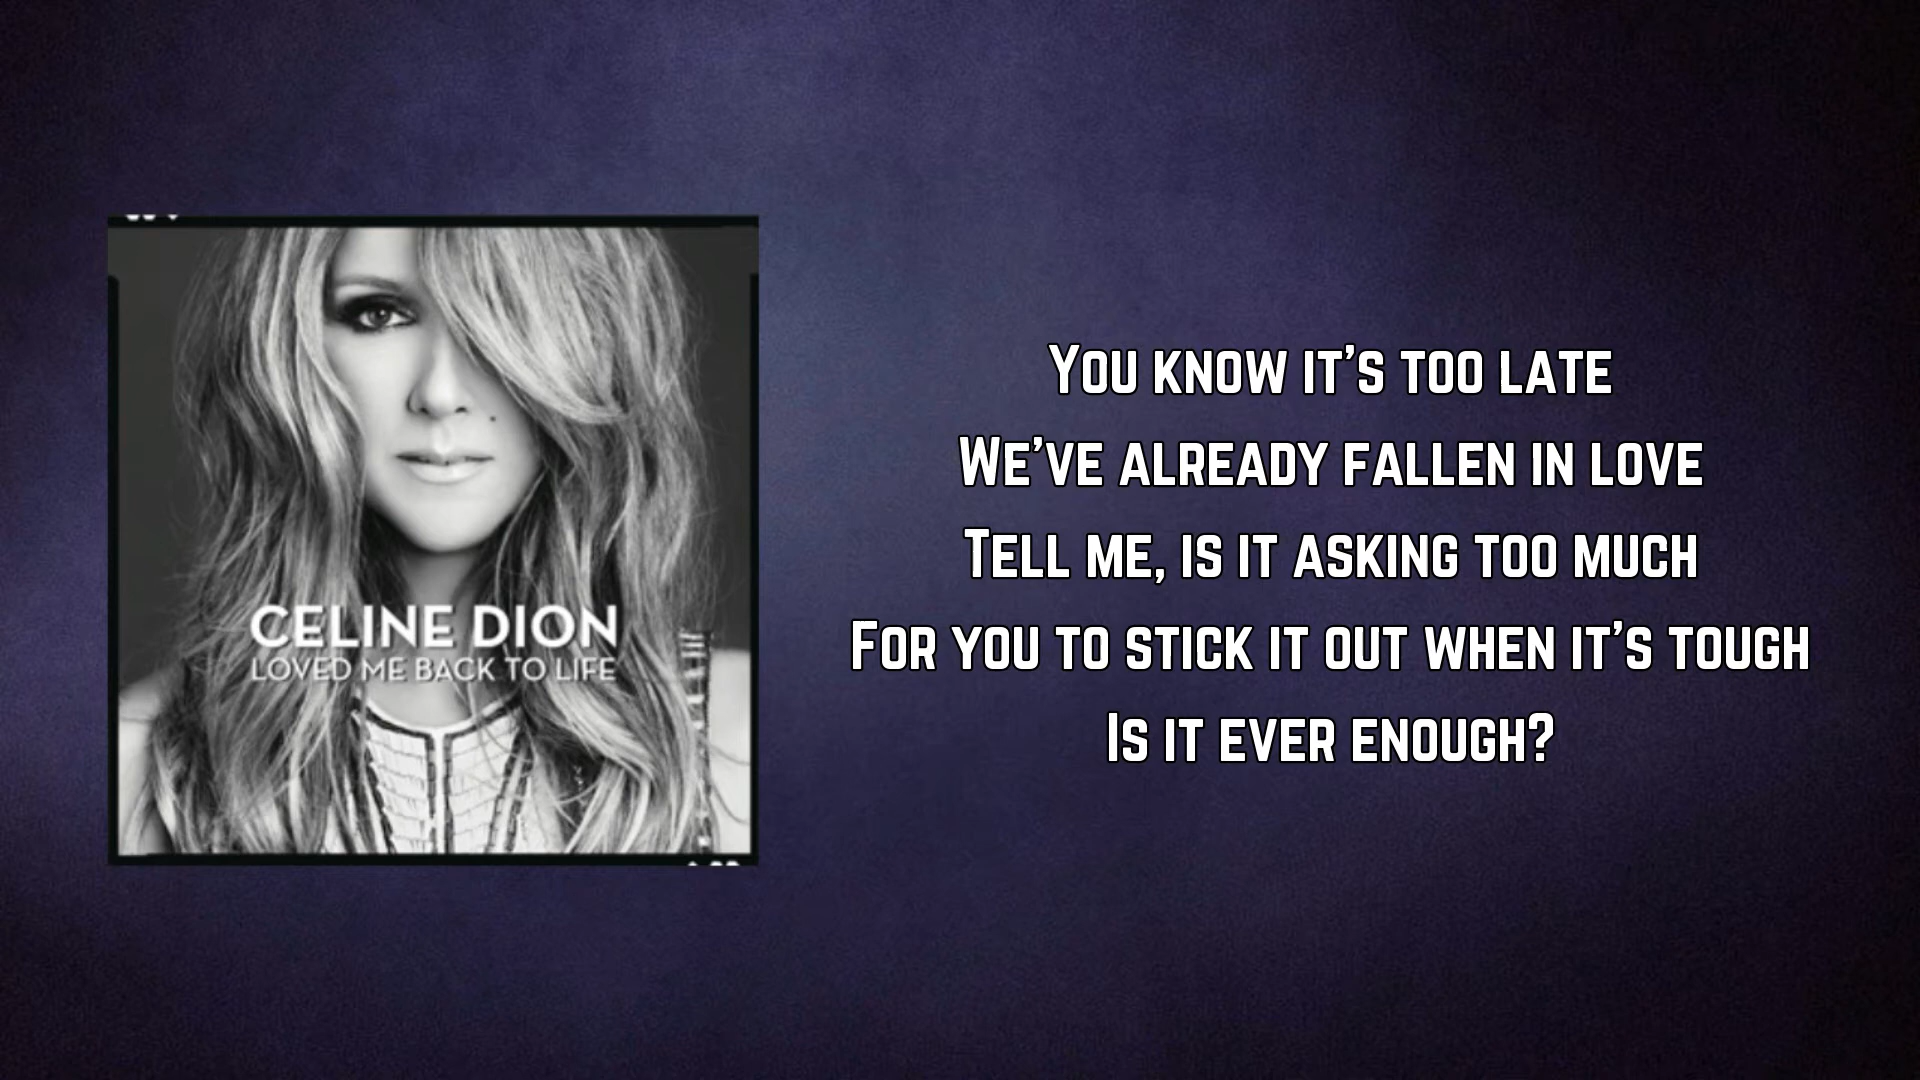 CELINE DION
LOVED ME BACK TO LIFE
You know it's too late
We've already fallen in love
Tell me, is it asking too much
For you to stick it out when it's tough
Is it ever enough?